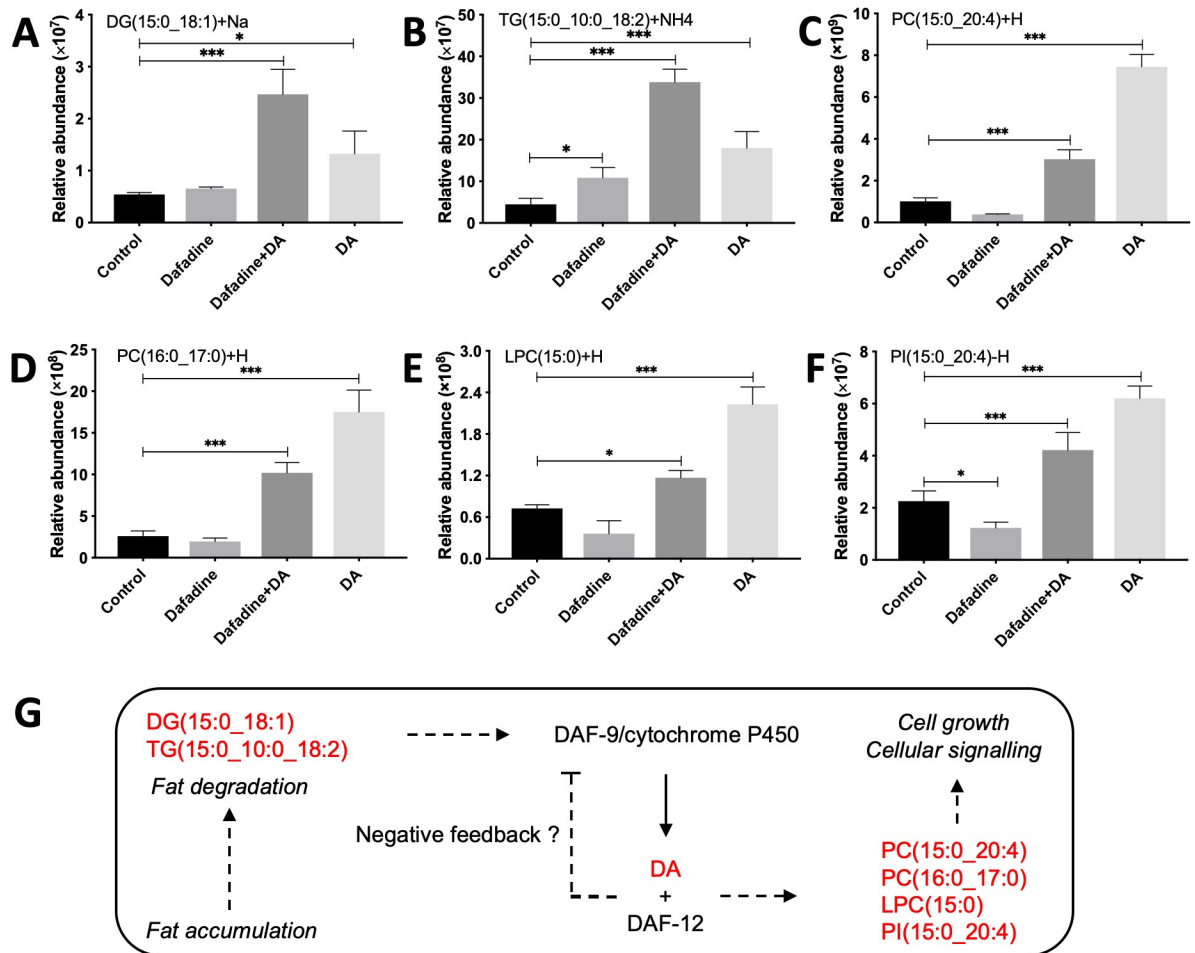 A
DG(15:0_18:1)+Na
Relative abundance (×10⁷)
4
3
2
1
0
*
***
Control
Dafadine
Dafadine+DA
DA
B
TG(15:0_10:0_18:2)+NH4
Relative abundance (×10⁷)
50
40
30
20
10
0
***
***
*
Control
Dafadine
Dafadine+DA
DA
C
PC(15:0_20:4)+H
Relative abundance (×10⁹)
10
8
6
4
2
0
***
***
Control
Dafadine
Dafadine+DA
DA
D
PC(16:0_17:0)+H
Relative abundance (×10⁸)
25
20
15
10
5
0
***
***
Control
Dafadine
Dafadine+DA
DA
E
LPC(15:0)+H
Relative abundance (×10⁸)
3.0
2.4
1.8
1.2
0.6
0.0
***
*
Control
Dafadine
Dafadine+DA
DA
F
PI(15:0_20:4)-H
Relative abundance (×10⁷)
8
6
4
2
0
***
***
*
Control
Dafadine
Dafadine+DA
DA
G
DG(15:0_18:1)
TG(15:0_10:0_18:2)
Fat degradation
Fat accumulation
DAF-9/cytochrome P450
Negative feedback ?
DA
+
DAF-12
Cell growth
Cellular signalling
PC(15:0_20:4)
PC(16:0_17:0)
LPC(15:0)
PI(15:0_20:4)